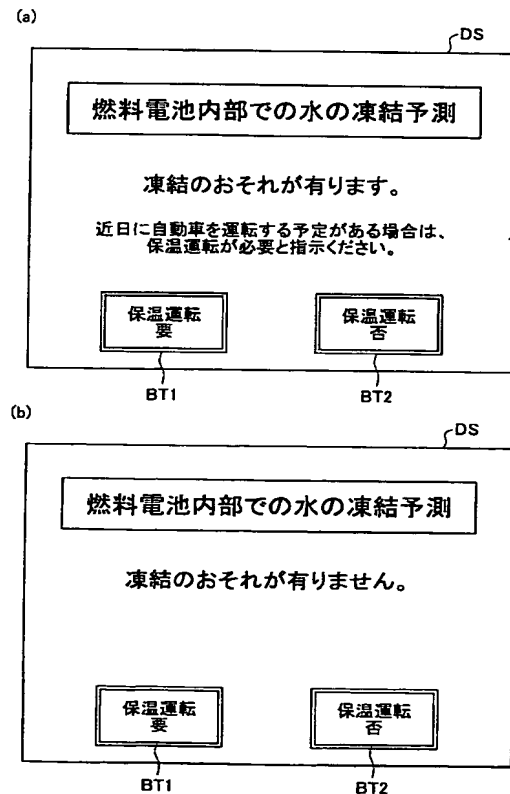 (a)
DS
燃料電池内部での水の凍結予測
凍結のおそれが有ります。
近日に自動車を運転する予定がある場合は、
保温運転が必要と指示ください。
保温運転
要
保温運転
否
BT1
BT2
(b)
DS
燃料電池内部での水の凍結予測
凍結のおそれが有りません。
保温運転
要
保温運転
否
BT1
BT2